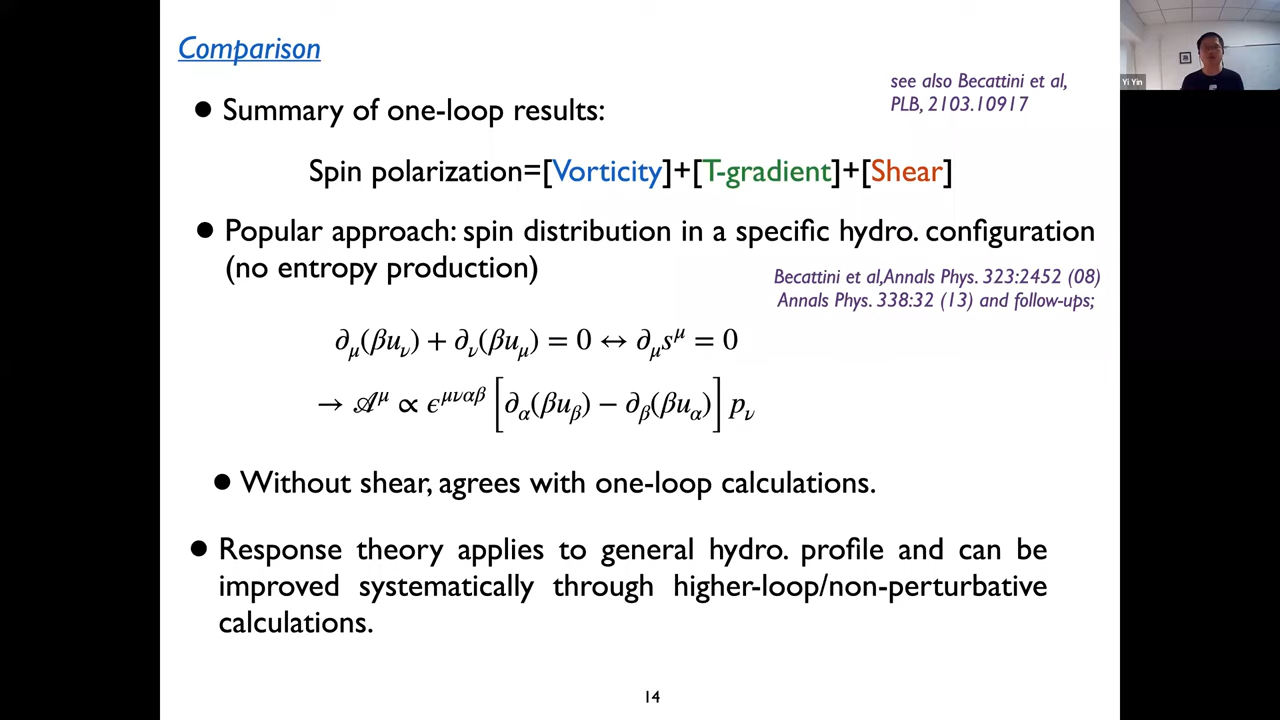 Comparison
see also Becattini et al,
PLB, 2103.10917
Yi Yin
● Summary of one-loop results:
Spin polarization=[Vorticity]+[T-gradient]+[Shear]
● Popular approach: spin distribution in a specific hydro. configuration
(no entropy production)
Becattini et al,Annals Phys. 323:2452 (08)
Annals Phys. 338:32 (13) and follow-ups;
∂_μ(βu_ν) + ∂_ν(βu_μ) = 0 ↔ ∂_μ s^μ = 0
→ 𝒜^μ ∝ ϵ^{μναβ} [∂_α(βu_β) − ∂_β(βu_α)] p_ν
● Without shear, agrees with one-loop calculations.
● Response theory applies to general hydro. profile and can be
improved systematically through higher-loop/non-perturbative
calculations.
14